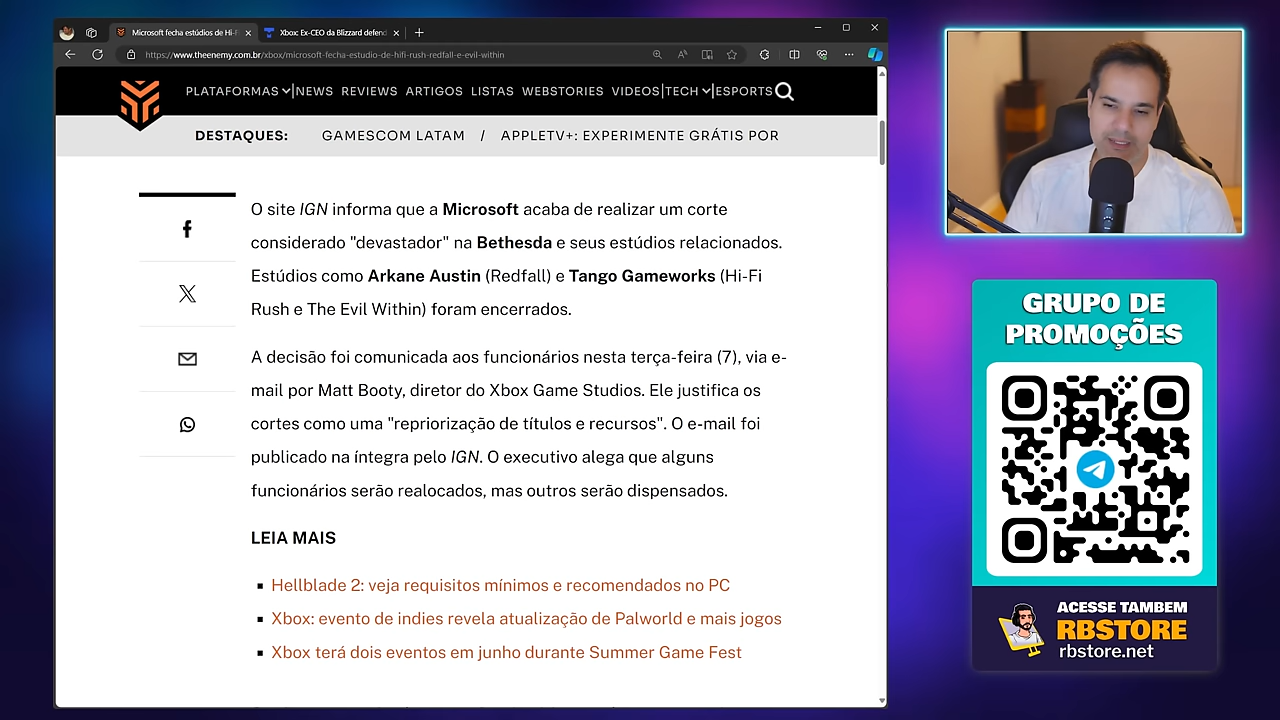 Microsoft fecha estúdios de Hi-F
Xbox: Ex-CEO da Blizzard defend
https://www.theenemy.com.br/xbox/microsoft-fecha-estudio-de-hifi-rush-redfall-e-evil-within
PLATAFORMAS NEWS REVIEWS ARTIGOS LISTAS WEBSTORIES VIDEOS TECH ESPORTS
DESTAQUES: GAMESCOM LATAM / APPLETV+: EXPERIMENTE GRÁTIS POR
O site IGN informa que a Microsoft acaba de realizar um corte
considerado "devastador" na Bethesda e seus estúdios relacionados.
Estúdios como Arkane Austin (Redfall) e Tango Gameworks (Hi-Fi
Rush e The Evil Within) foram encerrados.
A decisão foi comunicada aos funcionários nesta terça-feira (7), via e-
mail por Matt Booty, diretor do Xbox Game Studios. Ele justifica os
cortes como uma "repriorização de títulos e recursos". O e-mail foi
publicado na íntegra pelo IGN. O executivo alega que alguns
funcionários serão realocados, mas outros serão dispensados.
LEIA MAIS
Hellblade 2: veja requisitos mínimos e recomendados no PC
Xbox: evento de indies revela atualização de Palworld e mais jogos
Xbox terá dois eventos em junho durante Summer Game Fest
GRUPO DE
PROMOÇÕES
ACESSE TAMBEM
RBSTORE
rbstore.net